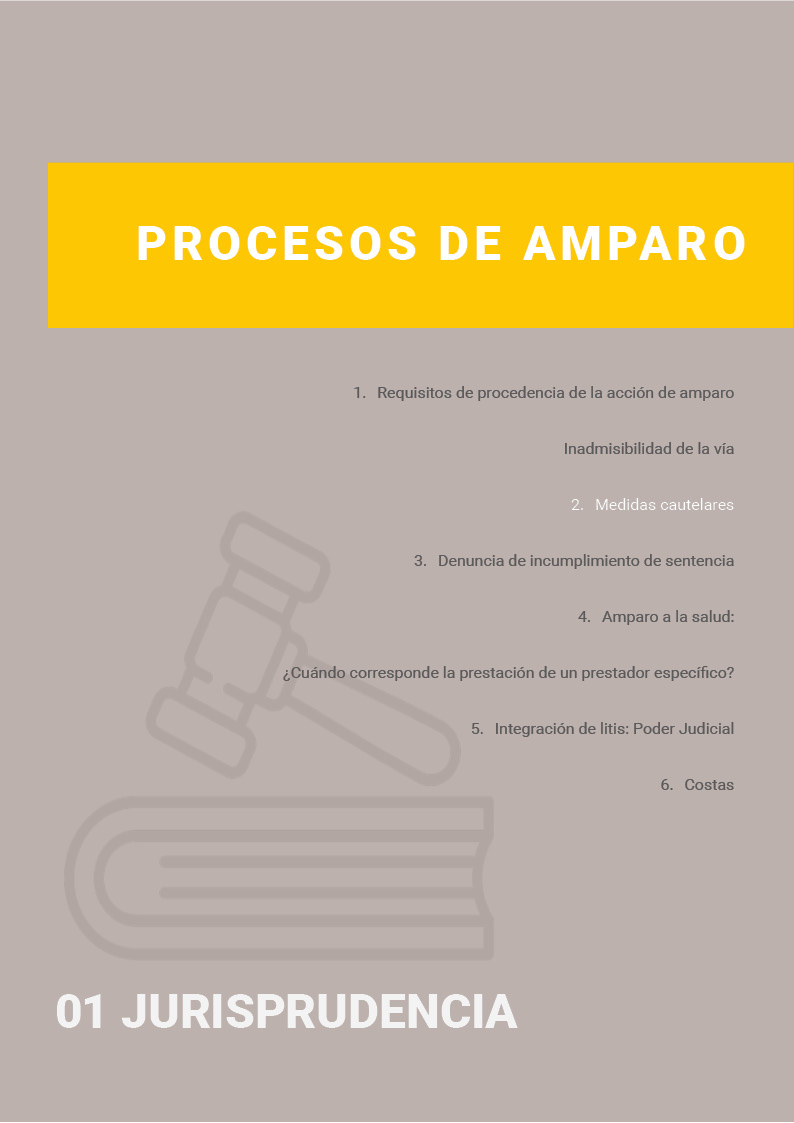 PROCESOS DE AMPARO
1. Requisitos de procedencia de la acción de amparo
Inadmisibilidad de la vía
2. Medidas cautelares
3. Denuncia de incumplimiento de sentencia
4. Amparo a la salud:
¿Cuándo corresponde la prestación de un prestador específico?
5. Integración de litis: Poder Judicial
6. Costas
01 JURISPRUDENCIA